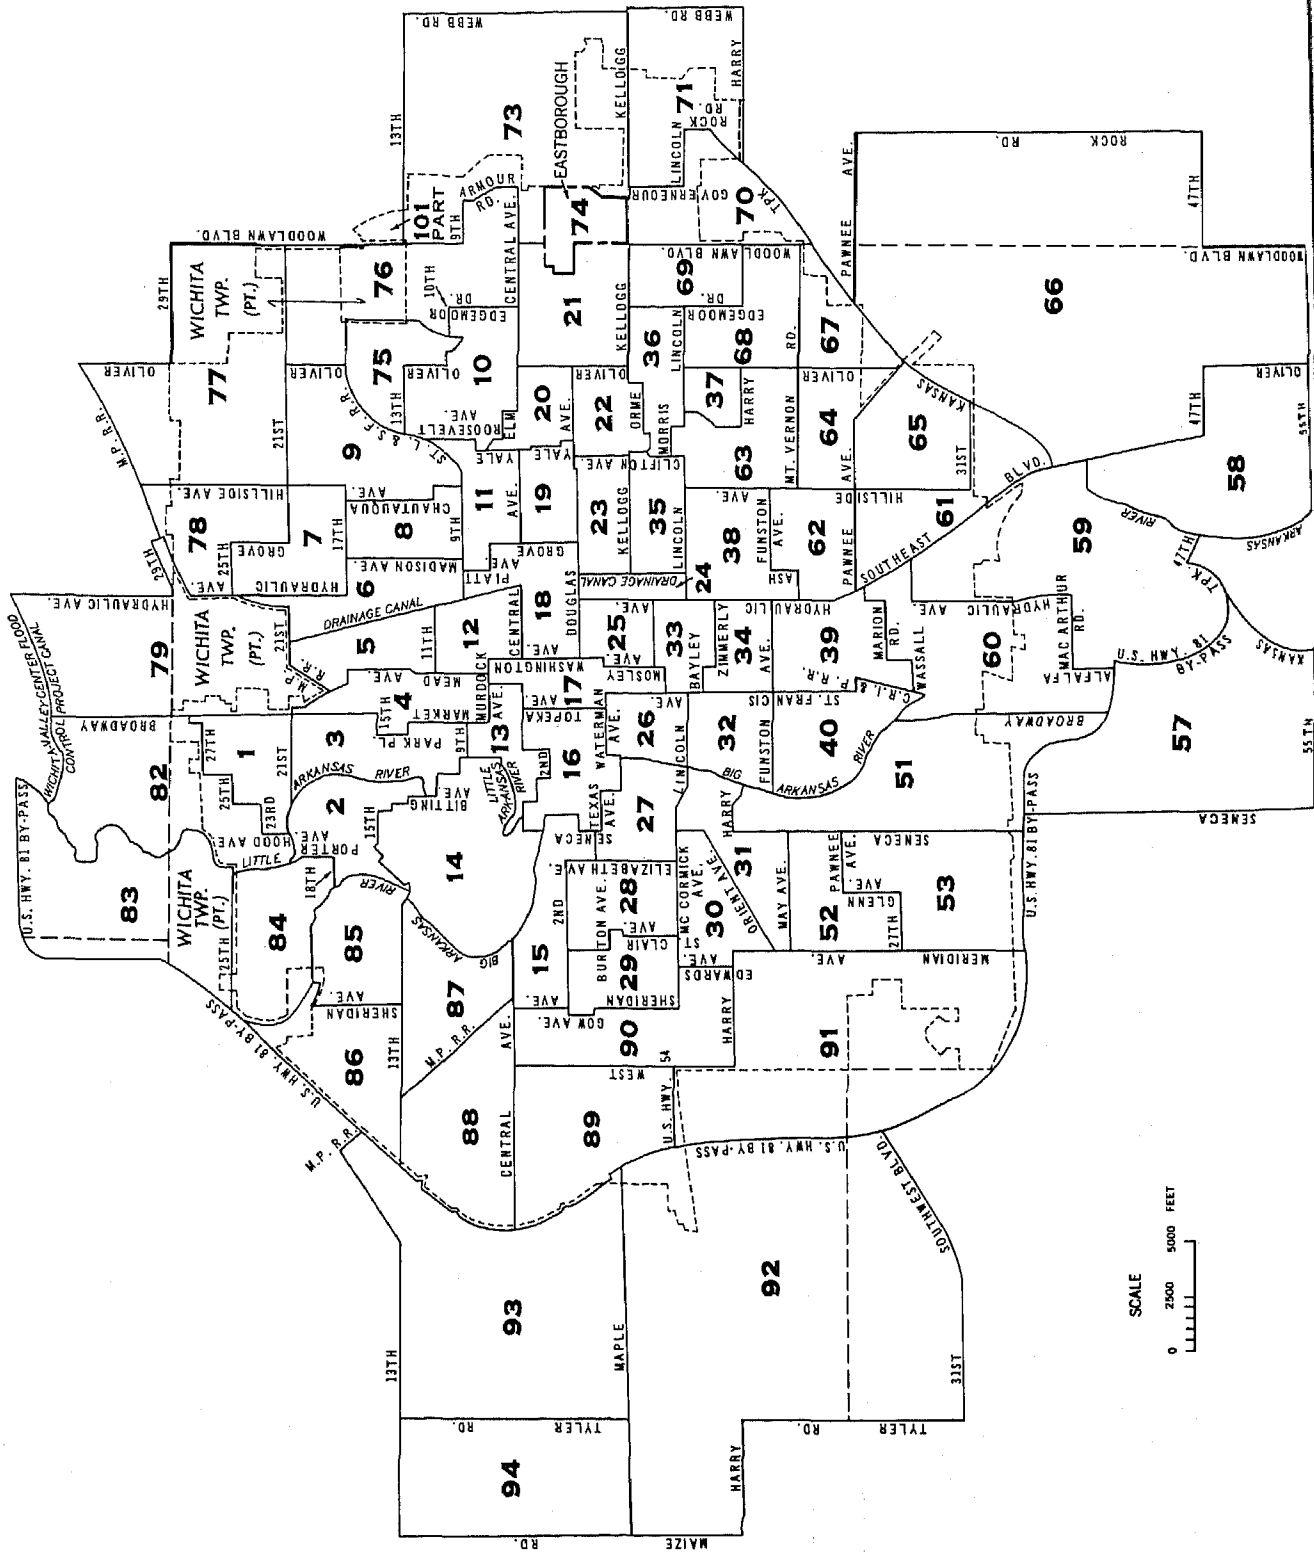 WEBB RD.
WEBB RD.
13TH
73
KELLOGG
HARRY
71
LINCOLN
ROCK
RD.
EASTBOROUGH
74
ARMOUR
RD.
101
PART
9TH
CENTRAL AVE.
GOVERNEOUR
70
TPK
PAWNEE AVE.
ROCK
RD.
47TH
WOODLAWN BLVD.
29TH
WICHITA
TWP.
(PT.)
76
10TH
EDGEMOOR
DR.
21
KELLOGG
69
WOODLAWN BLVD.
EDGEMOOR
DR.
66
WOODLAWN BLVD.
M.P. R.R.
OLIVER
77
21ST
OLIVER
75
13TH
OLIVER
10
ROOSEVELT
AVE.
ELM
20
AVE.
22
OLIVER
ORME
36
LINCOLN
MORRIS
37
HARRY
68
MT. VERNON
RD.
67
OLIVER
64
KANSAS
65
31ST
47TH
OLIVER
55TH
ST. L. & S.F. R.R.
9
HILLSIDE AVE.
78
25TH
GROVE
7
17TH
CHAUTAUQUA
AVE.
8
9TH
11
YALE
AVE.
YALE
19
CLIFTON AVE.
23
KELLOGG
35
LINCOLN
63
38
AVE.
FUNSTON
AVE.
ASH
62
PAWNEE
AVE.
HILLSIDE
61
SOUTHEAST
BLVD.
59
RIVER
58
ARKANSAS
29TH
HYDRAULIC
AVE.
6
MADISON AVE.
PLATT
AVE
GROVE
18
DOUGLAS
DRAINAGE CANAL
24
HYDRAULIC AVE.
79
WICHITA
TWP.
(PT.)
21ST
M.P.
R.R.
DRAINAGE CANAL
5
11TH
12
CENTRAL
AVE.
WASHINGTON
25
AVE.
33
MOSLEY
AVE
BAYLEY
ZIMMERLY
34
AVE.
HYDRAULIC
39
MARION
RD.
WASSALL
HYDRAULIC
AVE.
60
MAC ARTHUR
RD.
ALFALFA
47TH
TPK.
U.S. HWY. 81
BY-PASS
KANSAS
WICHITA-VALLEY CENTER FLOOD
CONTROL PROJECT CANAL
BROADWAY
82
27TH
1
25TH
23RD
21ST
3
MEAD
AVE.
15TH
4
PARK PL.
MARKET
9TH
MURDOCK
13
AVE.
TOPEKA
AVE
17
WATERMAN
AVE.
26
ST. FRANCIS
AVE
C.R.I. & P. R.R.
32
FUNSTON
40
RIVER
51
BROADWAY
57
55TH
SENECA
ARKANSAS
RIVER
2
15TH
BITTING
AVE
LITTLE
ARKANSAS
RIVER
2ND
16
TEXAS
AVE.
27
LINCOLN
BIG
ARKANSAS
HARRY
U.S. HWY. 81 BY-PASS
83
HOOD AVE.
LITTLE
PORTER
AVE
18TH
RIVER
14
SENECA
ELIZABETH AVE.
31
SENECA
U.S. HWY. 81 BY-PASS
WICHITA
TWP.
(PT.)
25TH
84
85
ARKANSAS
BIG
15
2ND
BURTON AVE.
28
AVE.
29
ST. CLAIR
MC CORMICK
AVE.
30
ORIENT AVE.
MAY AVE.
PAWNEE
AVE.
52
GLENN
AVE
27TH
53
MERIDIAN
AVE.
U.S. HWY. 81 BY-PASS
SHERIDAN
AVE.
86
13TH
87
M.P. R.R.
AVE.
GOW AVE.
SHERIDAN
90
EDWARDS
AVE.
HARRY
91
M.P. R.R.
88
CENTRAL
AVE.
WEST
89
U.S. HWY. 54
U.S. HWY. 81 BY-PASS
SOUTHWEST BLVD.
13TH
93
MAPLE
92
31ST
94
TYLER
RD.
HARRY
TYLER
RD.
MAIZE
RD.
SCALE
0 2500 5000 FEET